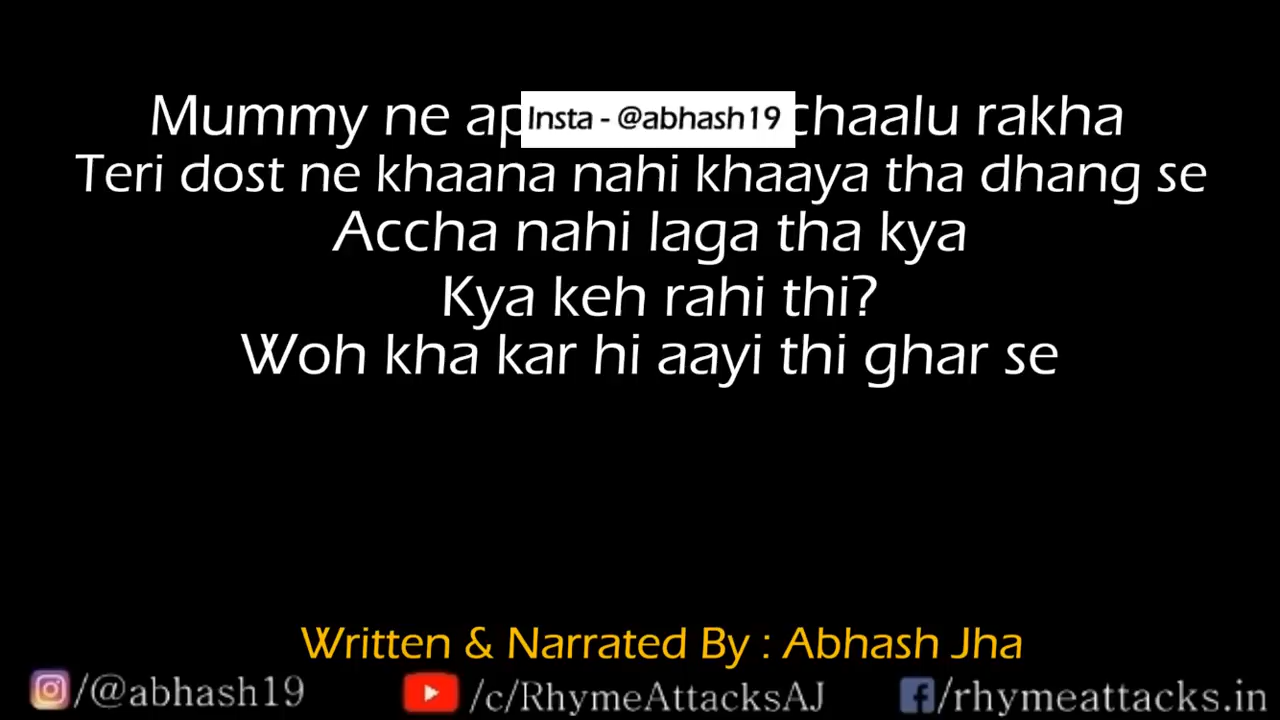 Mummy ne Insta - @abhash19 chaalu rakha
Teri dost ne khaana nahi khaaya tha dhang se
Accha nahi laga tha kya
Kya keh rahi thi?
Woh kha kar hi aayi thi ghar se
Written & Narrated By : Abhash Jha
/@abhash19 /c/RhymeAttacksAJ /rhymeattacks.in